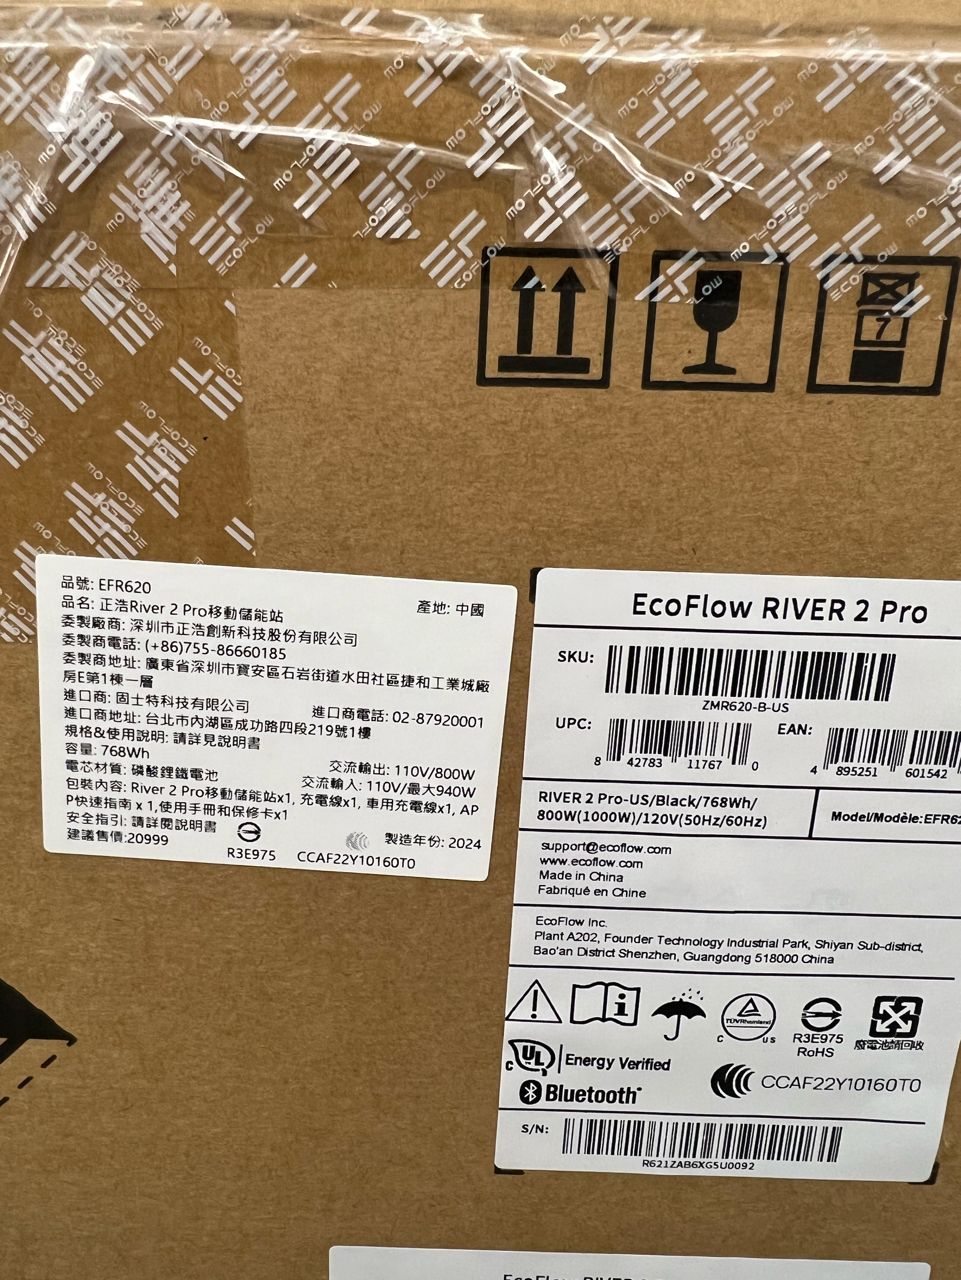 ECOFLOW
7
品號: EFR620
品名: 正浩River 2 Pro移動儲能站
產地: 中國
委製廠商: 深圳市正浩創新科技股份有限公司
委製商電話: (+86)755-86660185
委製商地址: 廣東省深圳市寶安區石岩街道水田社區捷和工業城廠
房E第1棟一層
進口商: 固士特科技有限公司
進口商電話: 02-87920001
進口商地址: 台北市內湖區成功路四段219號1樓
規格&使用說明: 請詳見說明書
容量: 768Wh
交流輸出: 110V/800W
電芯材質: 磷酸鋰鐵電池
交流輸入: 110V/最大940W
包裝內容: River 2 Pro移動儲能站x1, 充電線x1, 車用充電線x1, AP
P快速指南 x 1,使用手冊和保修卡x1
安全指引: 請詳閱說明書
製造年份: 2024
建議售價:20999
R3E975
CCAF22Y10160T0
EcoFlow RIVER 2 Pro
SKU:
ZMR620-B-US
UPC:
8 42783 11767 0
EAN:
4 895251 601542
RIVER 2 Pro-US/Black/768Wh/
800W(1000W)/120V(50Hz/60Hz)
Model/Modèle:EFR62
support@ecoflow.com
www.ecoflow.com
Made in China
Fabriqué en Chine
EcoFlow Inc.
Plant A202, Founder Technology Industrial Park, Shiyan Sub-district,
Bao'an District Shenzhen, Guangdong 518000 China
TÜVRheinland
C US
R3E975
RoHS
廢電池請回收
C UL Energy Verified
Bluetooth
CCAF22Y10160T0
S/N:
R621ZAB6XG5U0092
EcoFlow RIVER